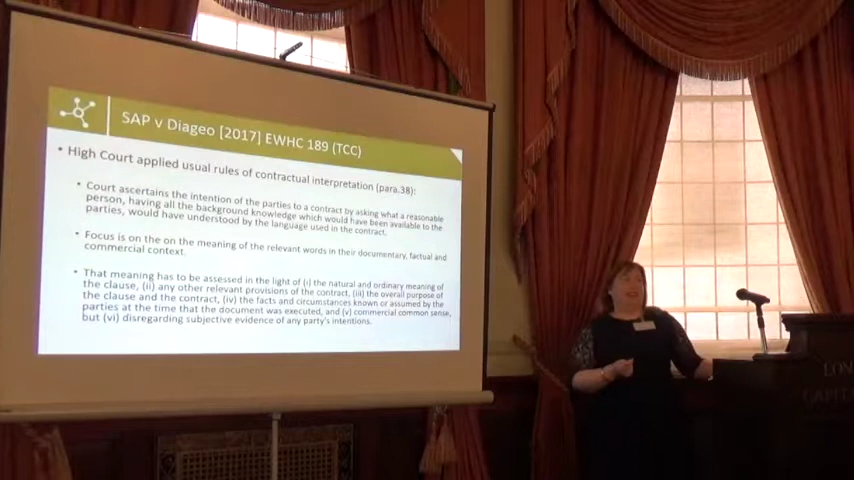 SAP v Diageo [2017] EWHC 189 (TCC)
• High Court applied usual rules of contractual interpretation (para.38):
• Court ascertains the intention of the parties to a contract by asking what a reasonable
person, having all the background knowledge which would have been available to the
parties, would have understood by the language used in the contract.
• Focus is on the on the meaning of the relevant words in their documentary, factual and
commercial context.
• That meaning has to be assessed in the light of (i) the natural and ordinary meaning of
the clause, (ii) any other relevant provisions of the contract, (iii) the overall purpose of
the clause and the contract, (iv) the facts and circumstances known or assumed by the
parties at the time that the document was executed, and (v) commercial common sense,
but (vi) disregarding subjective evidence of any party's intentions.